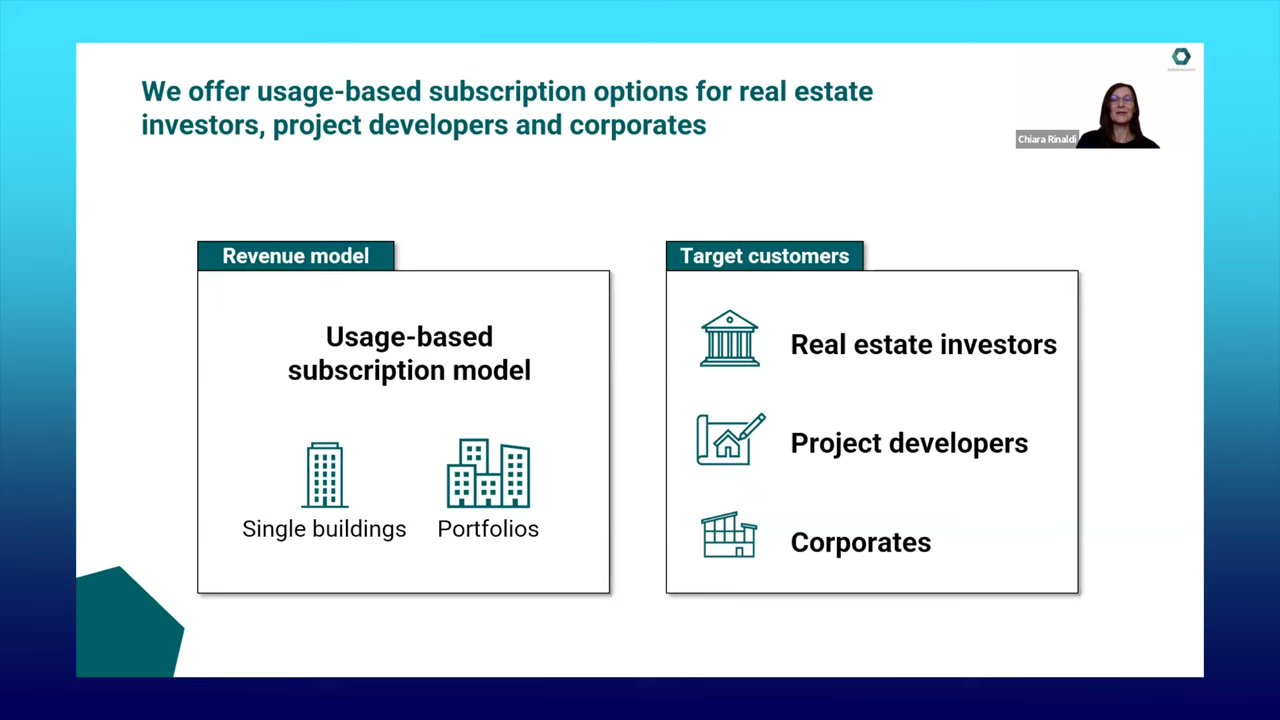 We offer usage-based subscription options for real estate
investors, project developers and corporates
Chiara Rinaldi
Revenue model
Usage-based
subscription model
Single buildings
Portfolios
Target customers
Real estate investors
Project developers
Corporates